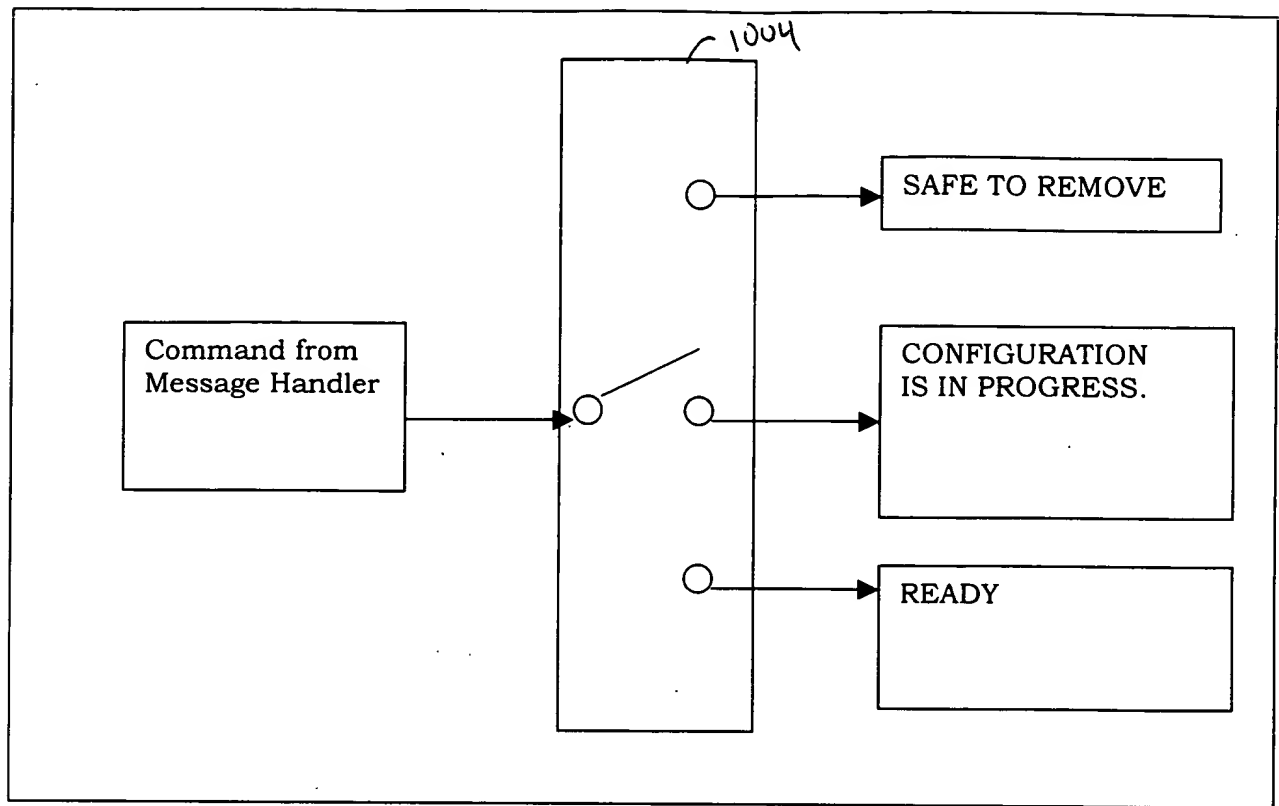 1004
SAFE TO REMOVE
Command from
Message Handler
CONFIGURATION
IS IN PROGRESS.
READY